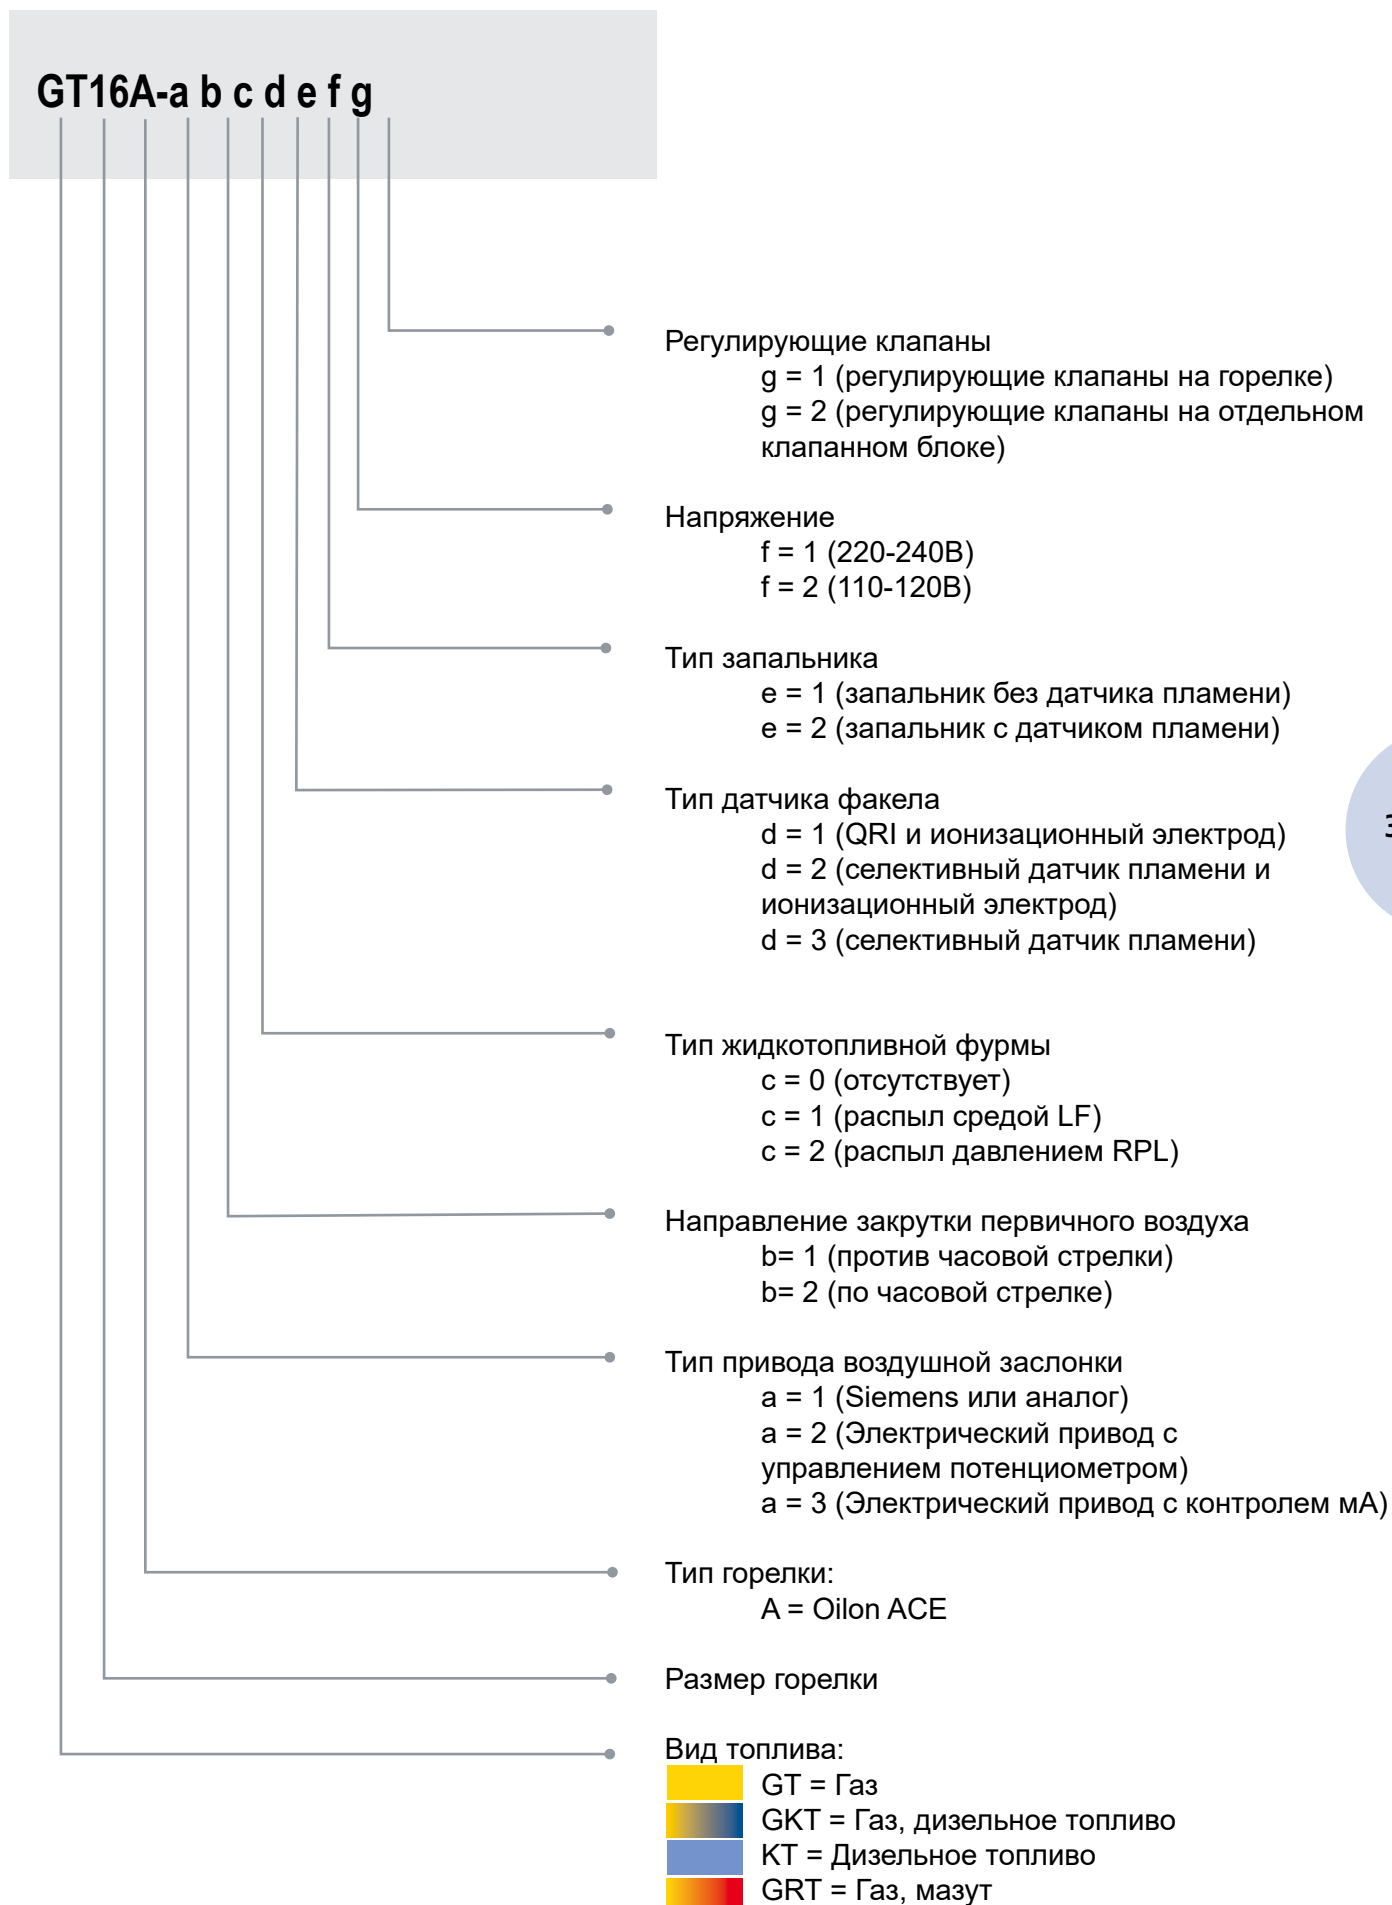 GT16A-a b c d e f g
Регулирующие клапаны
g = 1 (регулирующие клапаны на горелке)
g = 2 (регулирующие клапаны на отдельном
клапанном блоке)
Напряжение
f = 1 (220-240В)
f = 2 (110-120В)
Тип запальника
e = 1 (запальник без датчика пламени)
e = 2 (запальник с датчиком пламени)
Тип датчика факела
d = 1 (QRI и ионизационный электрод)
d = 2 (селективный датчик пламени и
ионизационный электрод)
d = 3 (селективный датчик пламени)
Тип жидкотопливной фурмы
c = 0 (отсутствует)
c = 1 (распыл средой LF)
c = 2 (распыл давлением RPL)
Направление закрутки первичного воздуха
b= 1 (против часовой стрелки)
b= 2 (по часовой стрелке)
Тип привода воздушной заслонки
a = 1 (Siemens или аналог)
a = 2 (Электрический привод с
управлением потенциометром)
a = 3 (Электрический привод с контролем мА)
Тип горелки:
A = Oilon ACE
Размер горелки
Вид топлива:
GT = Газ
GKT = Газ, дизельное топливо
KT = Дизельное топливо
GRT = Газ, мазут